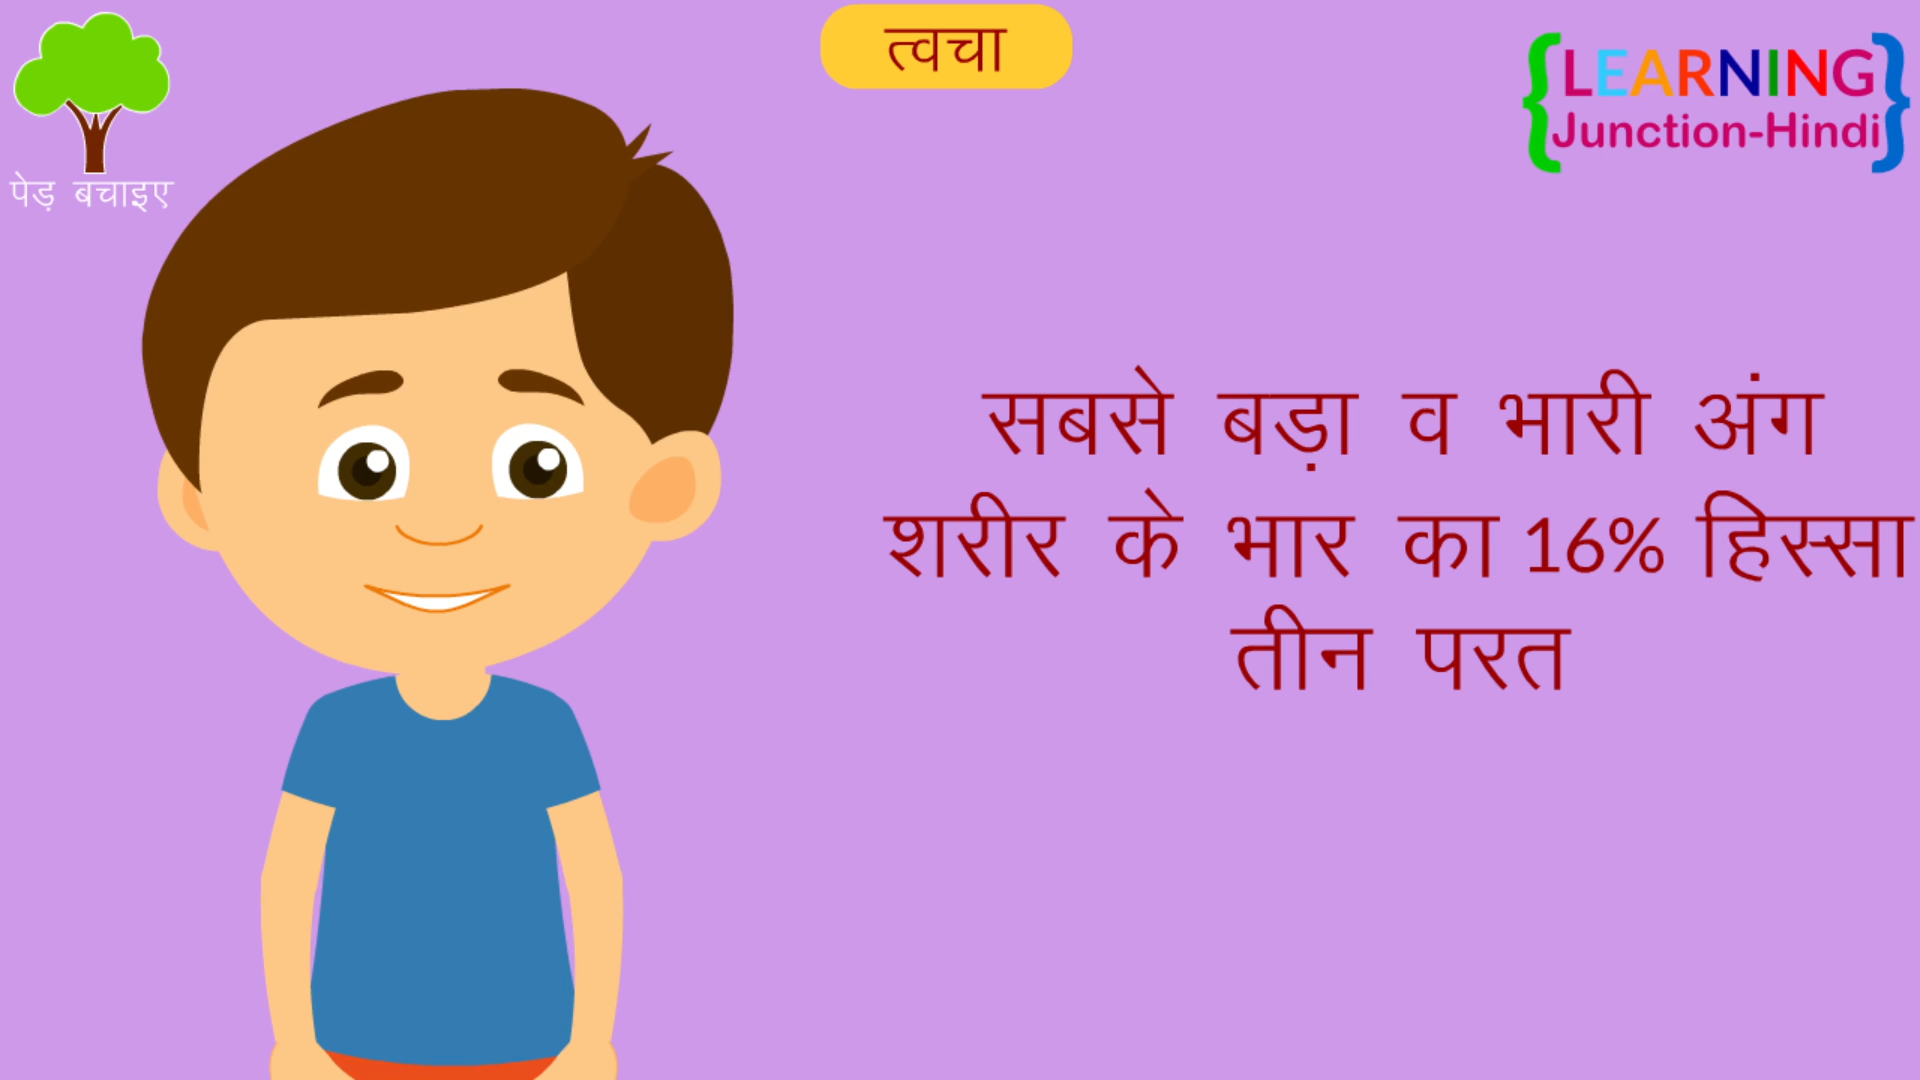 त्वचा
LEARNING
Junction-Hindi
पेड़ बचाइए
सबसे बड़ा व भारी अंग
शरीर के भार का 16% हिस्सा
तीन परत